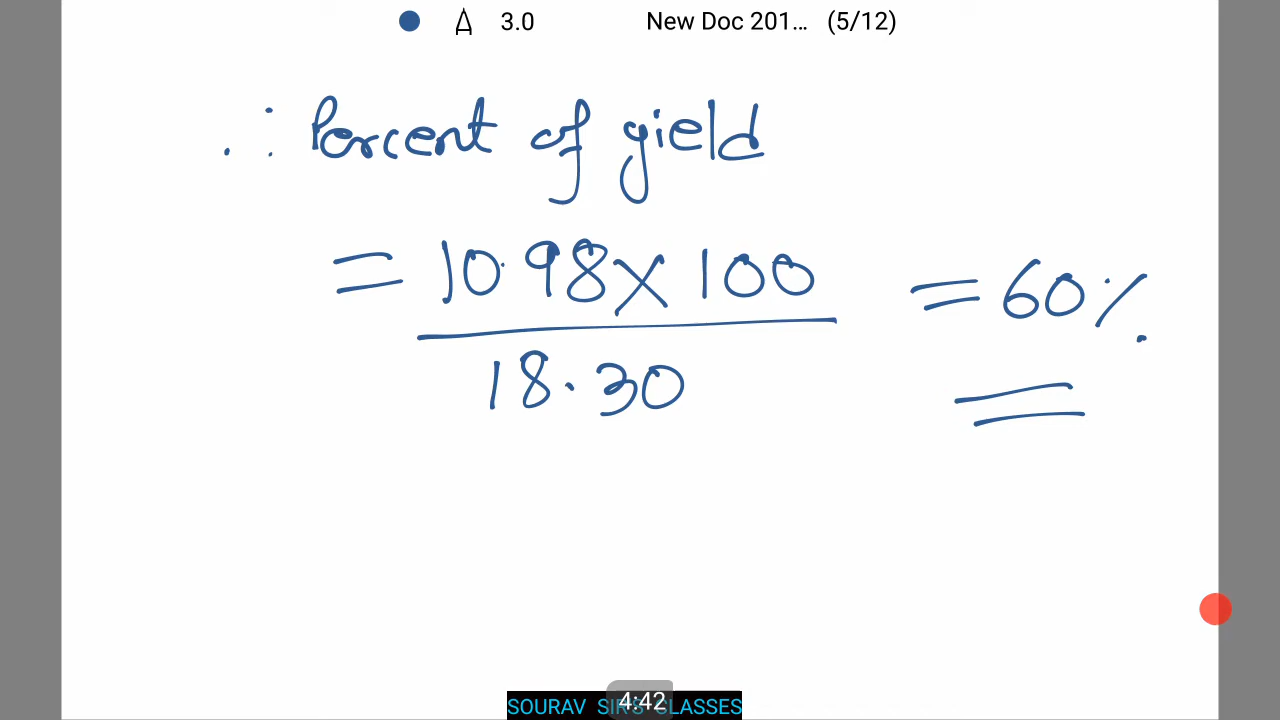 3.0 New Doc 201... (5/12)
∴ Percent of yield
= 10.98 X 100 = 60%
18.30
4:42
SOURAV SIR'S CLASSES